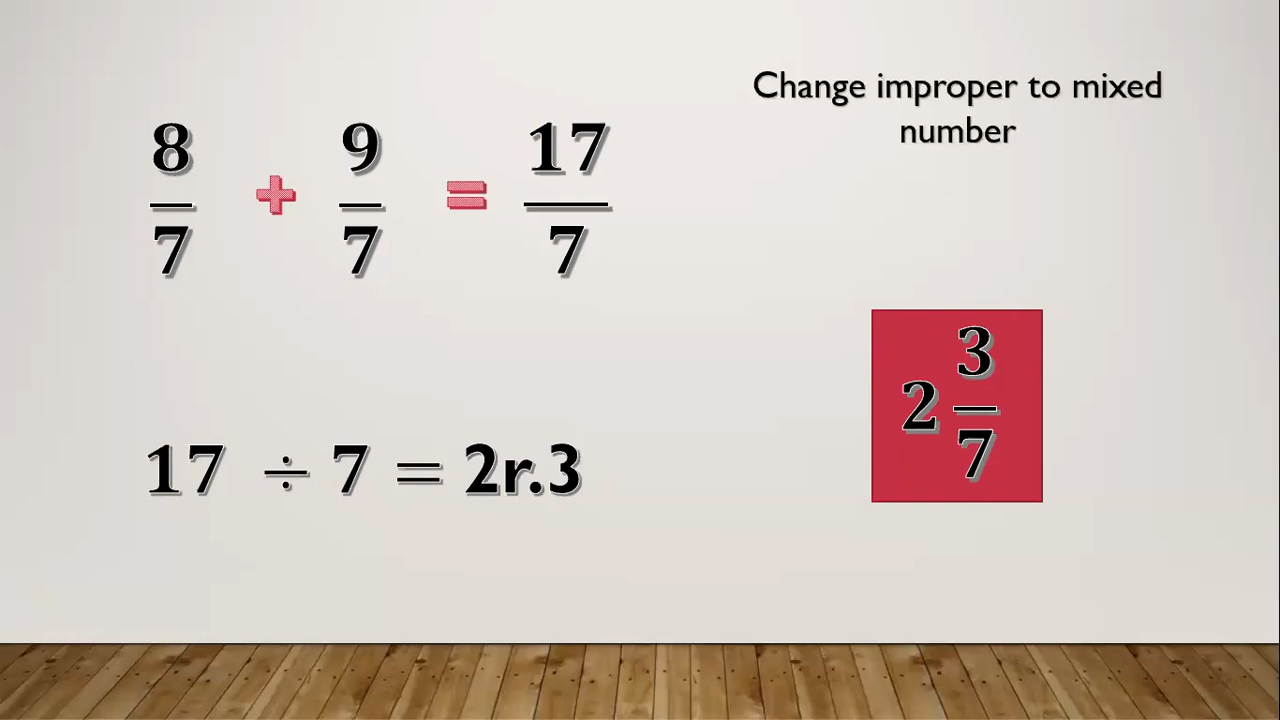 8/7 + 9/7 = 17/7
Change improper to mixed
number
2 3/7
17 ÷ 7 = 2r.3